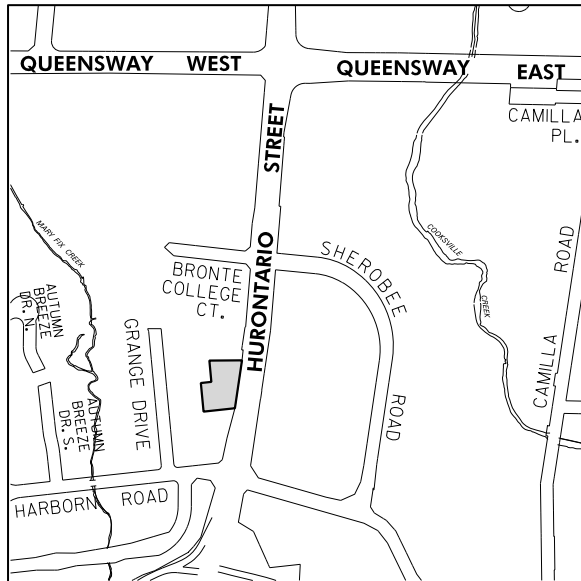 QUEENSWAY WEST
QUEENSWAY EAST
CAMILLA
PL.
HURONTARIO STREET
MARY FIX CREEK
COOKSVILLE
CREEK
SHEROBEE
ROAD
BRONTE
COLLEGE
CT.
CAMILLA ROAD
AUTUMN
BREEZE
DR. N.
GRANGE DRIVE
AUTUMN
BREEZE
DR. S.
HARBORN ROAD